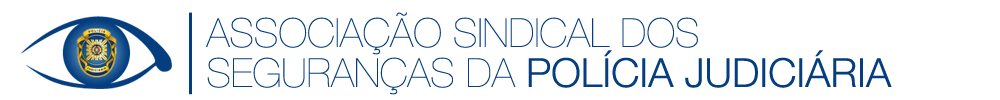 ASSOCIAÇÃO SINDICAL DOS
SEGURANÇAS DA POLÍCIA JUDICIÁRIA